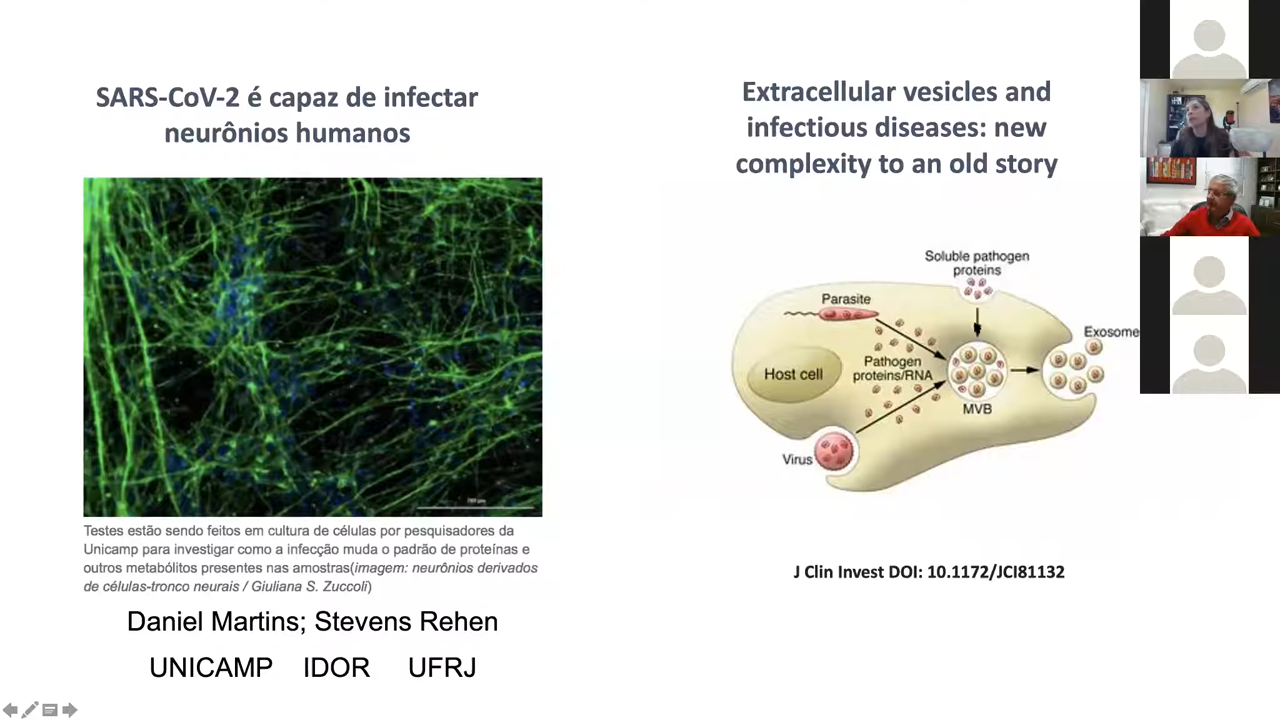 SARS-CoV-2 é capaz de infectar
neurônios humanos
Testes estão sendo feitos em cultura de células por pesquisadores da
Unicamp para investigar como a infecção muda o padrão de proteínas e
outros metabólitos presentes nas amostras(imagem: neurônios derivados
de células-tronco neurais / Giuliana S. Zuccoli)
Daniel Martins; Stevens Rehen
UNICAMP IDOR UFRJ
Extracellular vesicles and
infectious diseases: new
complexity to an old story
Soluble pathogen
proteins
Parasite
Exosome
Host cell
Pathogen
proteins/RNA
MVB
Virus
J Clin Invest DOI: 10.1172/JCI81132